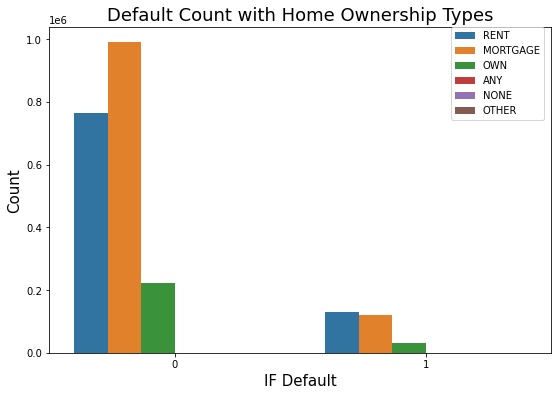 Default Count with Home Ownership Types
1e6
1.0
0.8
0.6
0.4
0.2
0.0
Count
RENT
MORTGAGE
OWN
ANY
NONE
OTHER
0
1
IF Default